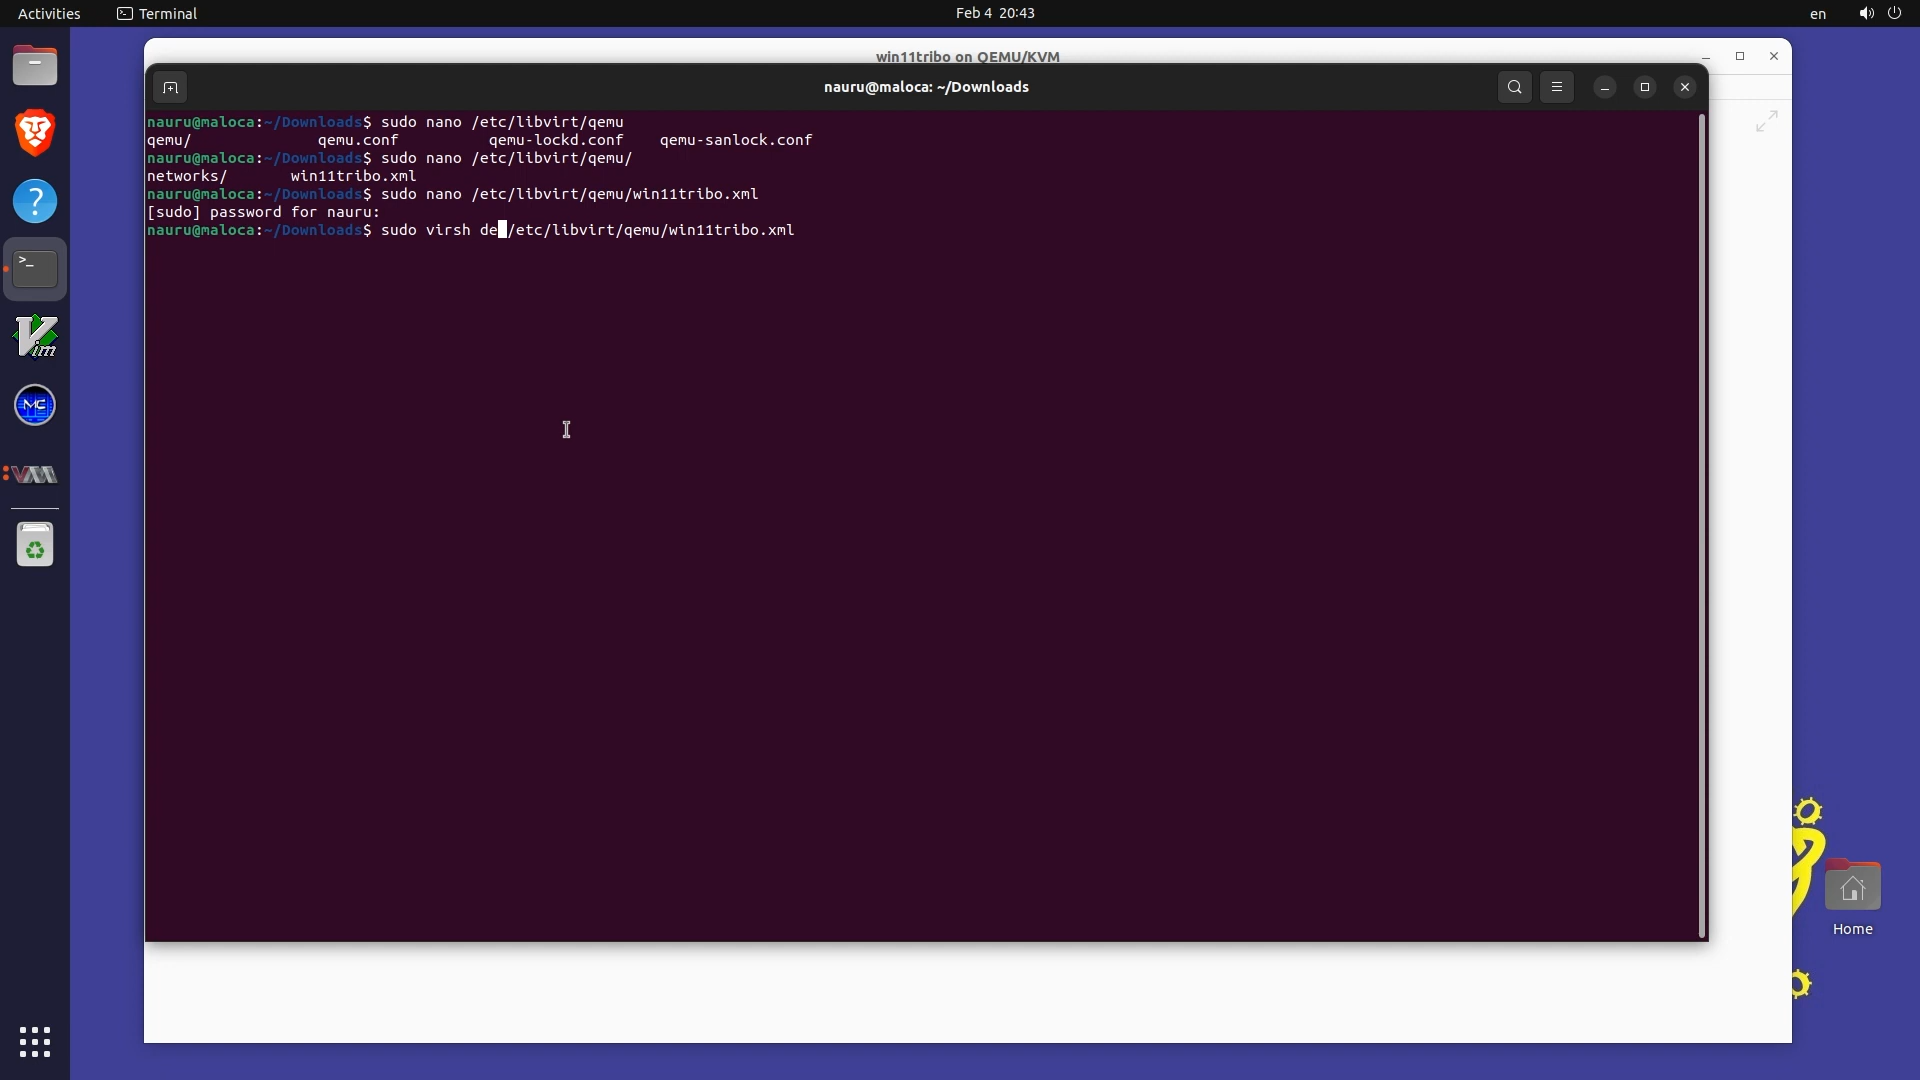 Activities
Terminal
Feb 4 20:43
en
win11tribo on QEMU/KVM
nauru@maloca: ~/Downloads
nauru@maloca:~/Downloads$ sudo nano /etc/libvirt/qemu
qemu/ qemu.conf qemu-lockd.conf qemu-sanlock.conf
nauru@maloca:~/Downloads$ sudo nano /etc/libvirt/qemu/
networks/ win11tribo.xml
nauru@maloca:~/Downloads$ sudo nano /etc/libvirt/qemu/win11tribo.xml
[sudo] password for nauru:
nauru@maloca:~/Downloads$ sudo virsh de /etc/libvirt/qemu/win11tribo.xml
>_
?
Vim
MC
VMM
Home